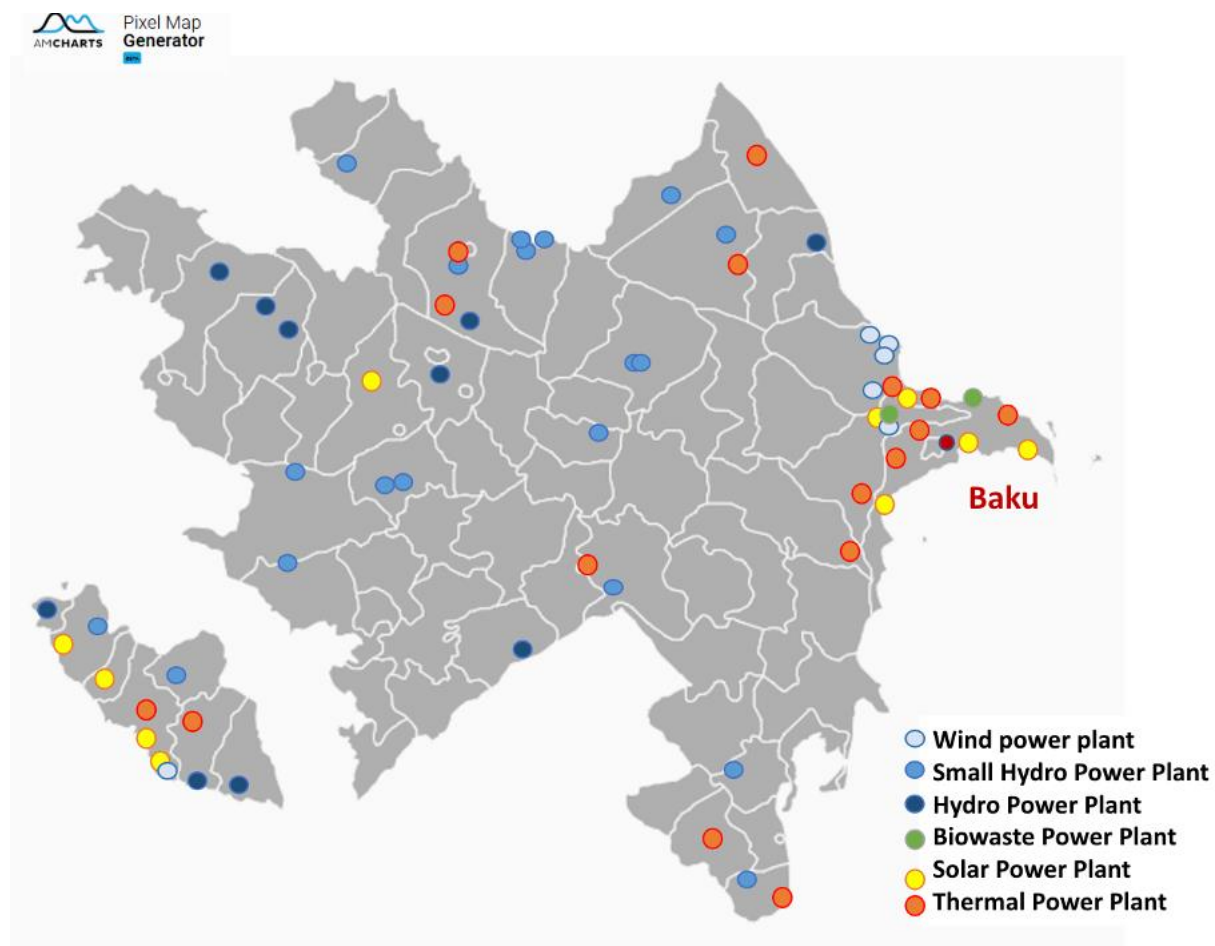 AMCHARTS
Pixel Map
Generator
Baku
Wind power plant
Small Hydro Power Plant
Hydro Power Plant
Biowaste Power Plant
Solar Power Plant
Thermal Power Plant